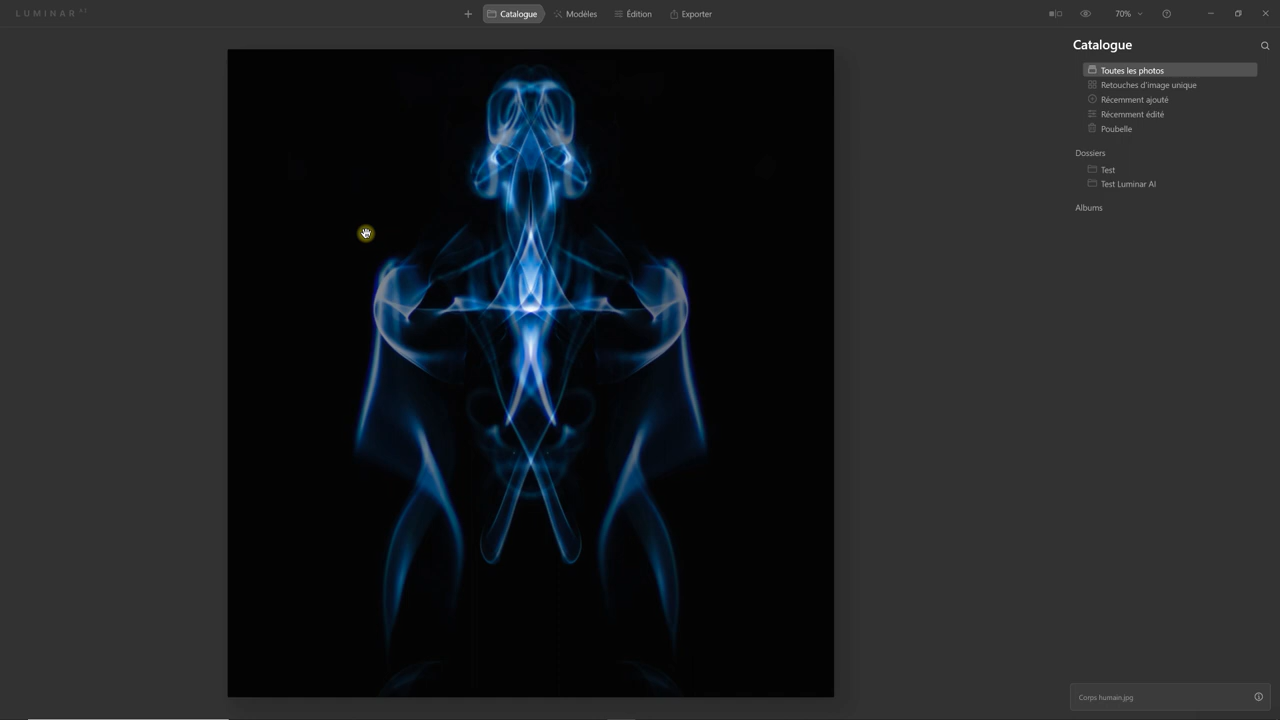 LUMINAR AI
Catalogue
Modèles
Édition
Exporter
70%
Catalogue
Toutes les photos
Retouches d'image unique
Récemment ajouté
Récemment édité
Poubelle
Dossiers
Test
Test Luminar AI
Albums
Corps humain.jpg